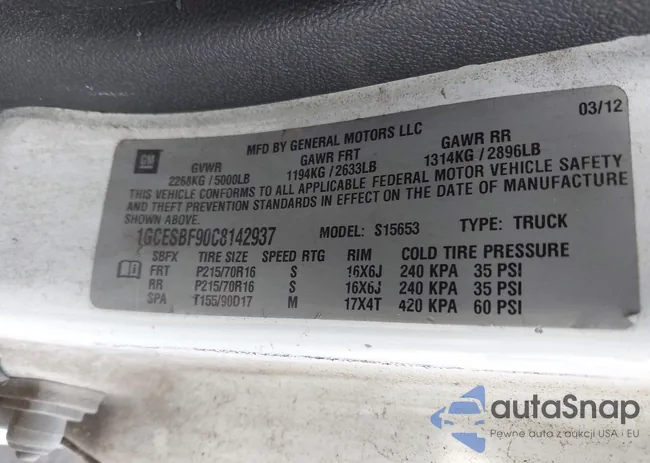 03/12
MFD BY GENERAL MOTORS LLC
GM
GVWR GAWR FRT GAWR RR
2268KG/5000LB 1194KG/2633LB 1314KG/2896LB
THIS VEHICLE CONFORMS TO ALL APPLICABLE FEDERAL MOTOR VEHICLE SAFETY
AND THEFT PREVENTION STANDARDS IN EFFECT ON THE DATE OF MANUFACTURE
SHOWN ABOVE.
1GCESBF90C8142937 MODEL: S15653 TYPE: TRUCK
SBFX TIRE SIZE SPEED RTG RIM COLD TIRE PRESSURE
FRT P215/70R16 S 16X6J 240 KPA 35 PSI
RR P215/70R16 S 16X6J 240 KPA 35 PSI
SPA T155/90D17 M 17X4T 420 KPA 60 PSI
autaSnap
Pewne auta z aukcji USA i EU